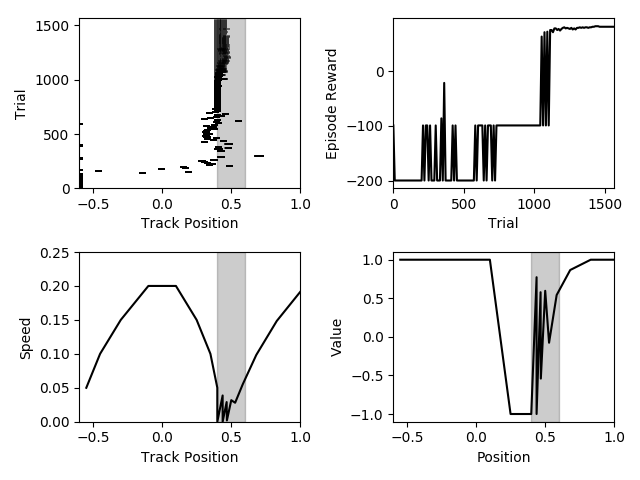 1500
1000
500
0
Trial
−0.5 0.0 0.5 1.0
Track Position
0
−100
−200
Episode Reward
0 500 1000 1500
Trial
0.25
0.20
0.15
0.10
0.05
0.00
Speed
−0.5 0.0 0.5 1.0
Track Position
1.0
0.5
0.0
−0.5
−1.0
Value
−0.5 0.0 0.5 1.0
Position